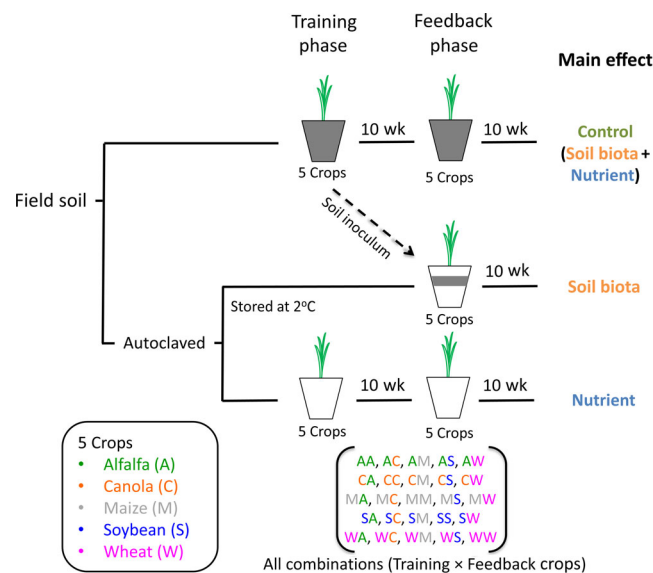 Training phase
Feedback phase
Main effect
10 wk
10 wk
5 Crops
5 Crops
Control
(Soil biota +
Nutrient)
Field soil
Soil inoculum
10 wk
Soil biota
Stored at 2°C
5 Crops
Autoclaved
10 wk
10 wk
Nutrient
5 Crops
5 Crops
5 Crops
• Alfalfa (A)
• Canola (C)
• Maize (M)
• Soybean (S)
• Wheat (W)
AA, AC, AM, AS, AW
CA, CC, CM, CS, CW
MA, MC, MM, MS, MW
SA, SC, SM, SS, SW
WA, WC, WM, WS, WW
All combinations (Training × Feedback crops)